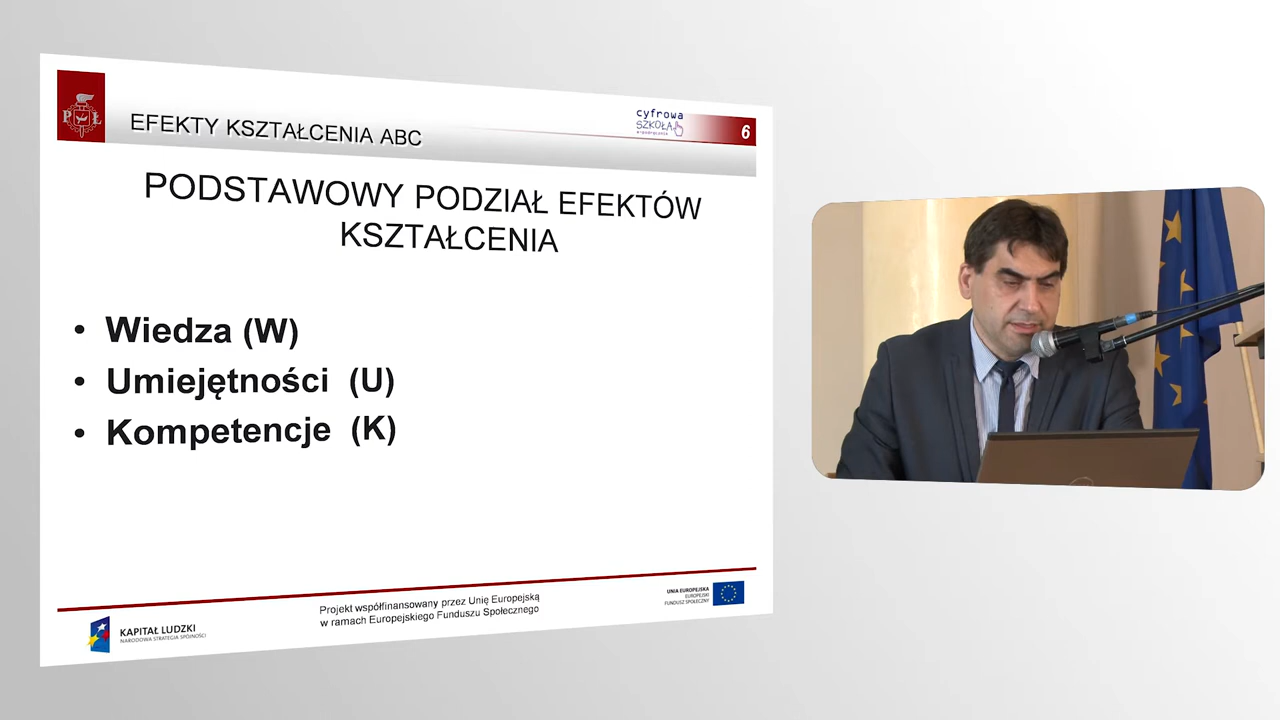 P Ł
EFEKTY KSZTAŁCENIA ABC
cyfrowa
SZKOŁA
6
PODSTAWOWY PODZIAŁ EFEKTÓW
KSZTAŁCENIA
• Wiedza (W)
• Umiejętności (U)
• Kompetencje (K)
Projekt współfinansowany przez Unię Europejską
w ramach Europejskiego Funduszu Społecznego
KAPITAŁ LUDZKI
NARODOWA STRATEGIA SPÓJNOŚCI
UNIA EUROPEJSKA
EUROPEJSKI
FUNDUSZ SPOŁECZNY